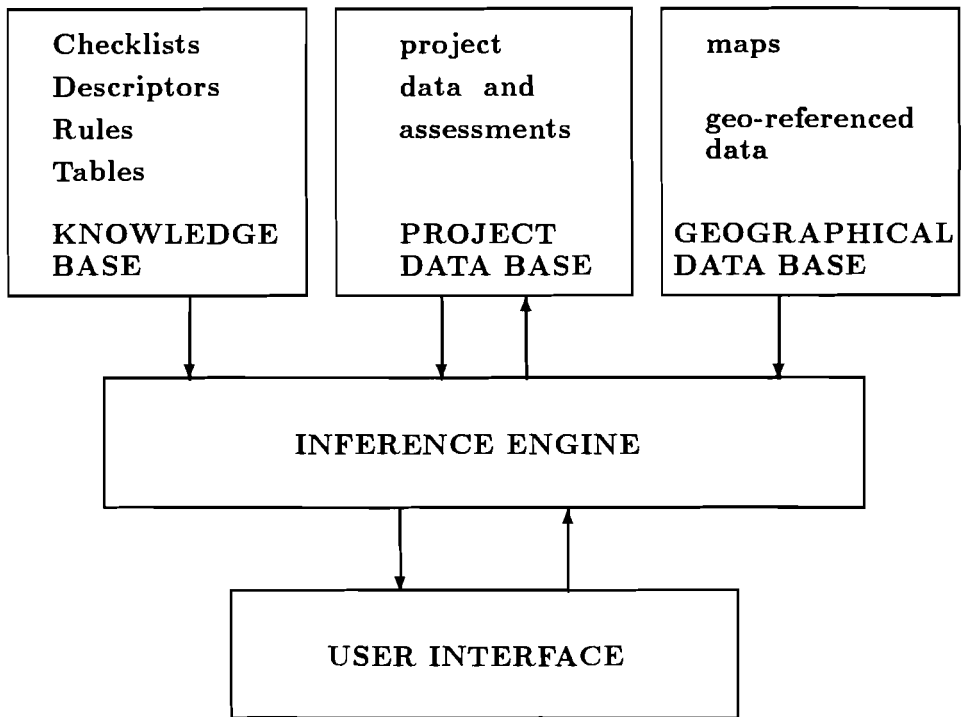 Checklists
Descriptors
Rules
Tables
KNOWLEDGE
BASE
project
data and
assessments
PROJECT
DATA BASE
maps
geo-referenced
data
GEOGRAPHICAL
DATA BASE
INFERENCE ENGINE
USER INTERFACE